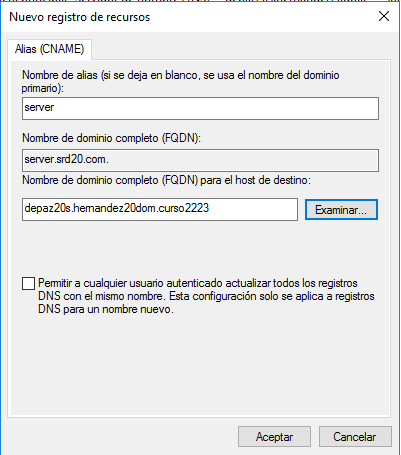 Nuevo registro de recursos
Alias (CNAME)
Nombre de alias (si se deja en blanco, se usa el nombre del dominio
primario):
server
Nombre de dominio completo (FQDN):
server.srd20.com.
Nombre de dominio completo (FQDN) para el host de destino:
depaz20s.hernandez20dom.curso2223
Examinar...
Permitir a cualquier usuario autenticado actualizar todos los registros
DNS con el mismo nombre. Esta configuración solo se aplica a registros
DNS para un nombre nuevo.
Aceptar
Cancelar